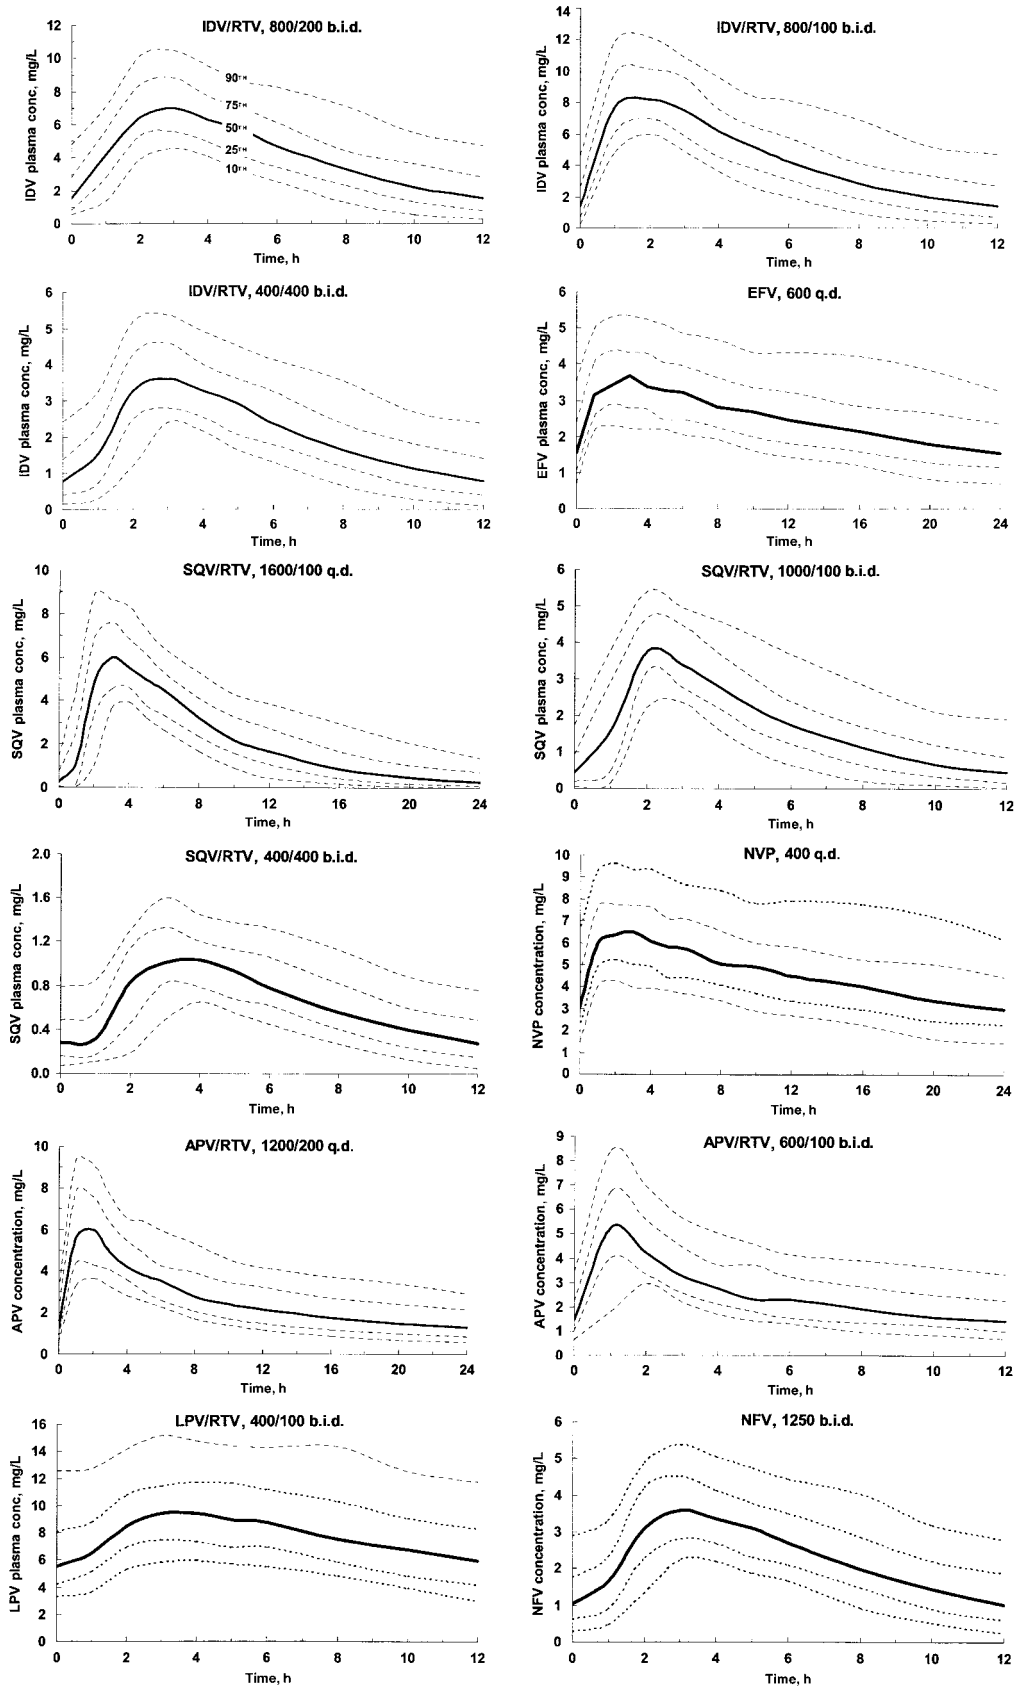 IDV/RTV, 800/200 b.i.d.
IDV plasma conc, mg/L
12
10
8
6
4
2
0
90TH
75TH
50TH
25TH
10TH
0 2 4 6 8 10 12
Time, h
IDV/RTV, 800/100 b.i.d.
IDV plasma conc, mg/L
14
12
10
8
6
4
2
0
0 2 4 6 8 10 12
Time, h
IDV/RTV, 400/400 b.i.d.
IDV plasma conc, mg/L
6
5
4
3
2
1
0
0 2 4 6 8 10 12
Time, h
EFV, 600 q.d.
EFV plasma conc, mg/L
6
5
4
3
2
1
0
0 4 8 12 16 20 24
Time, h
SQV/RTV, 1600/100 q.d.
SQV plasma conc, mg/L
10
8
6
4
2
0
0 4 8 12 16 20 24
Time, h
SQV/RTV, 1000/100 b.i.d.
SQV plasma conc, mg/L
6
5
4
3
2
1
0
0 2 4 6 8 10 12
Time, h
SQV/RTV, 400/400 b.i.d.
SQV plasma conc, mg/L
2.0
1.6
1.2
0.8
0.4
0.0
0 2 4 6 8 10 12
Time, h
NVP, 400 q.d.
NVP concentration, mg/L
10
9
8
7
6
5
4
3
2
1
0
0 4 8 12 16 20 24
Time, h
APV/RTV, 1200/200 q.d.
APV concentration, mg/L
10
8
6
4
2
0
0 4 8 12 16 20 24
Time, h
APV/RTV, 600/100 b.i.d.
APV concentration, mg/L
9
8
7
6
5
4
3
2
1
0
0 2 4 6 8 10 12
Time, h
LPV/RTV, 400/100 b.i.d.
LPV plasma conc, mg/L
16
14
12
10
8
6
4
2
0
0 2 4 6 8 10 12
Time, h
NFV, 1250 b.i.d.
NFV concentration, mg/L
6
5
4
3
2
1
0
0 2 4 6 8 10 12
Time, h